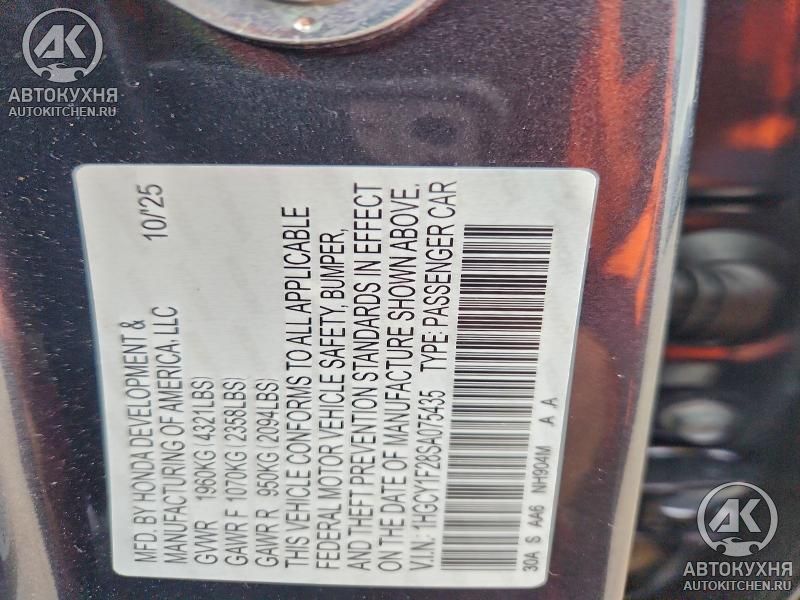 AK
АВТОКУХНЯ
AUTOKITCHEN.RU
MFD. BY HONDA DEVELOPMENT & 10/'25
MANUFACTURING OF AMERICA, LLC
GVWR 1960KG 4321LBS)
GAWR F 1070KG 2358LBS)
GAWR R 950KG 2094LBS)
THIS VEHICLE CONFORMS TO ALL APPLICABLE
FEDERAL MOTOR VEHICLE SAFETY, BUMPER,
AND THEFT PREVENTION STANDARDS IN EFFECT
ON THE DATE OF MANUFACTURE SHOWN ABOVE.
V.I.N.: 1HGCY1F28SA075435 TYPE: PASSENGER CAR
30A S AA6 NH904M A A
AK
АВТОКУХНЯ
AUTOKITCHEN.RU